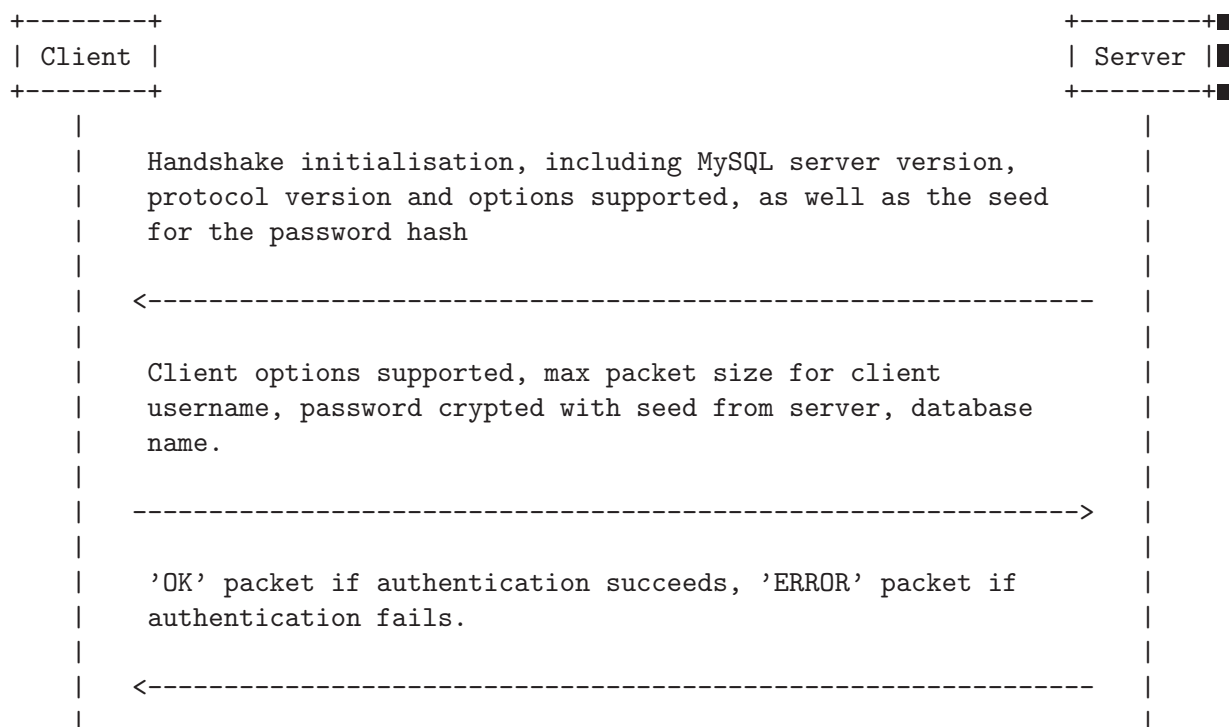 +--------+ +--------+
| Client | | Server |
+--------+ +--------+
| |
| Handshake initialisation, including MySQL server version, |
| protocol version and options supported, as well as the seed |
| for the password hash |
| |
| <-------------------------------------------------------------- |
| |
| Client options supported, max packet size for client |
| username, password crypted with seed from server, database |
| name. |
| |
| --------------------------------------------------------------> |
| |
| ’OK’ packet if authentication succeeds, ’ERROR’ packet if |
| authentication fails. |
| |
| <-------------------------------------------------------------- |
| |